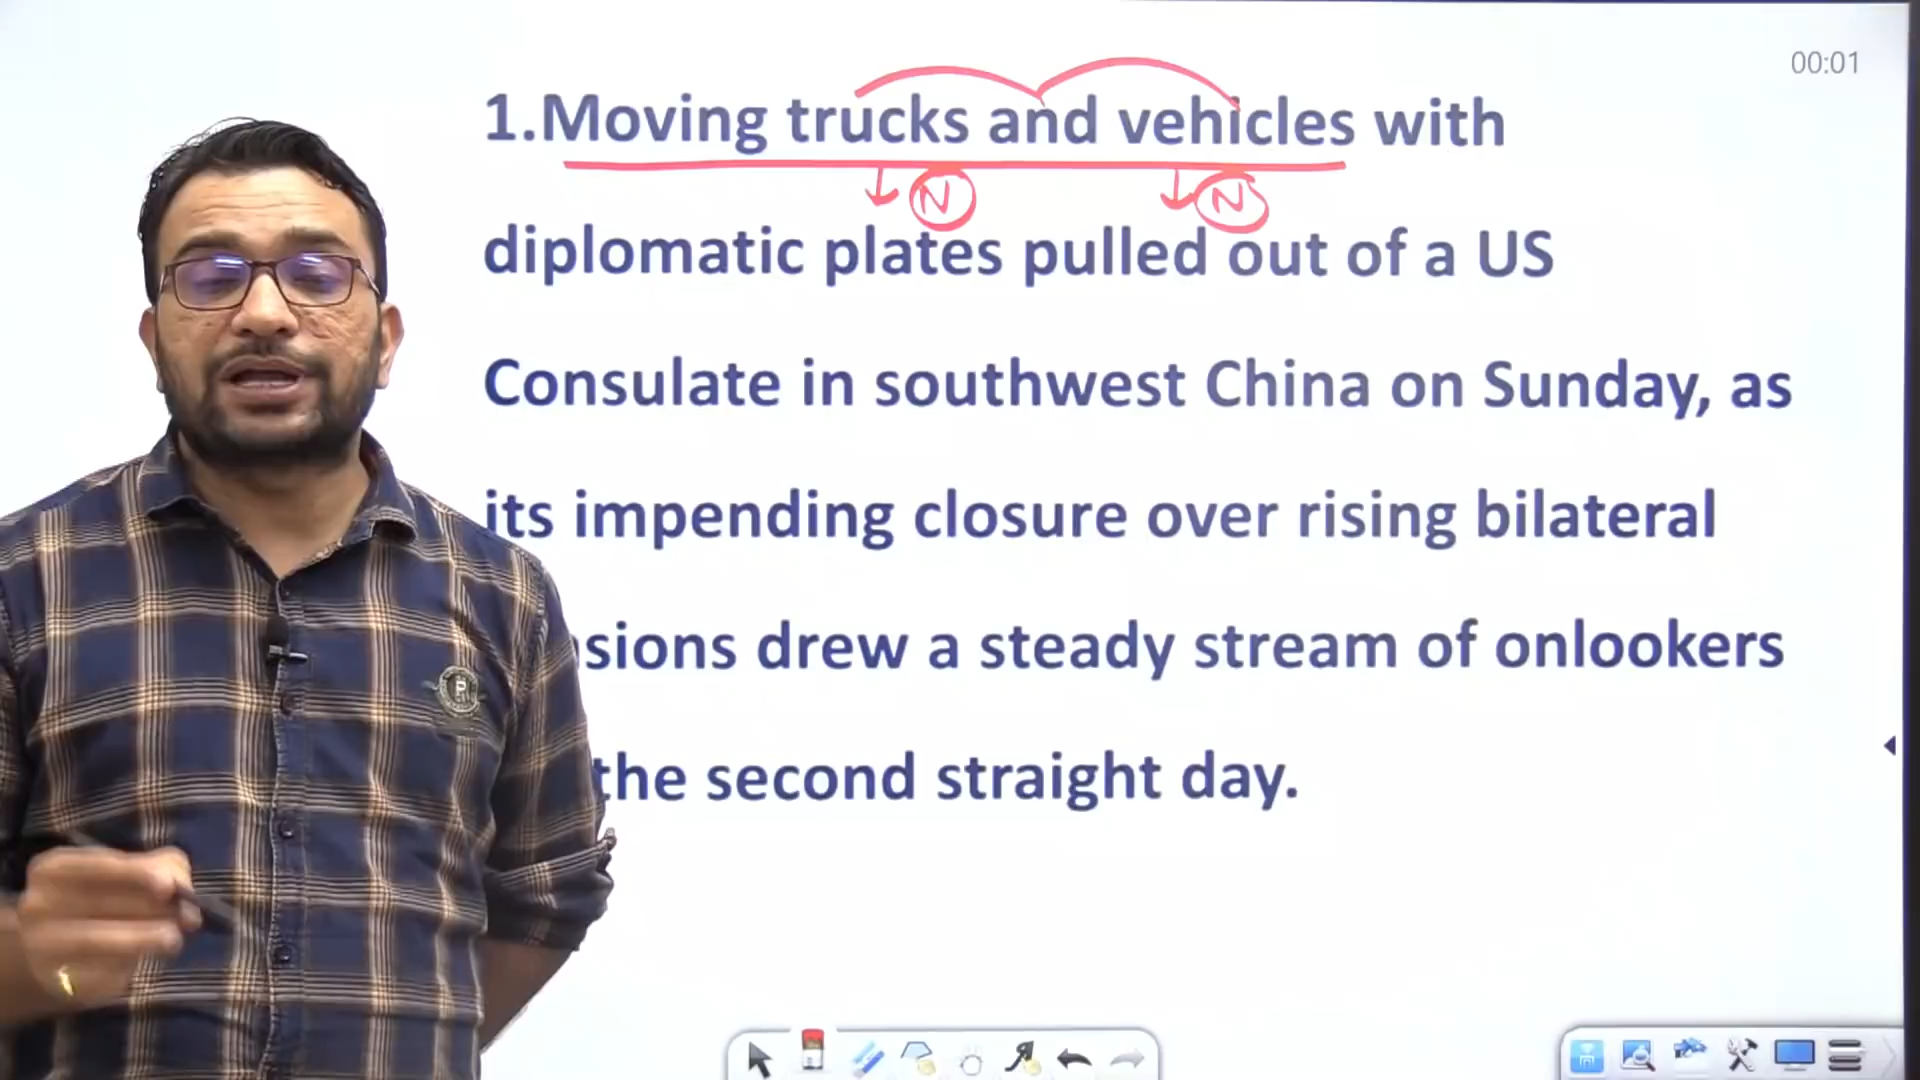 00:01
1.Moving trucks and vehicles with
N N
diplomatic plates pulled out of a US
Consulate in southwest China on Sunday, as
its impending closure over rising bilateral
drew a steady stream of onlookers
the second straight day.
P